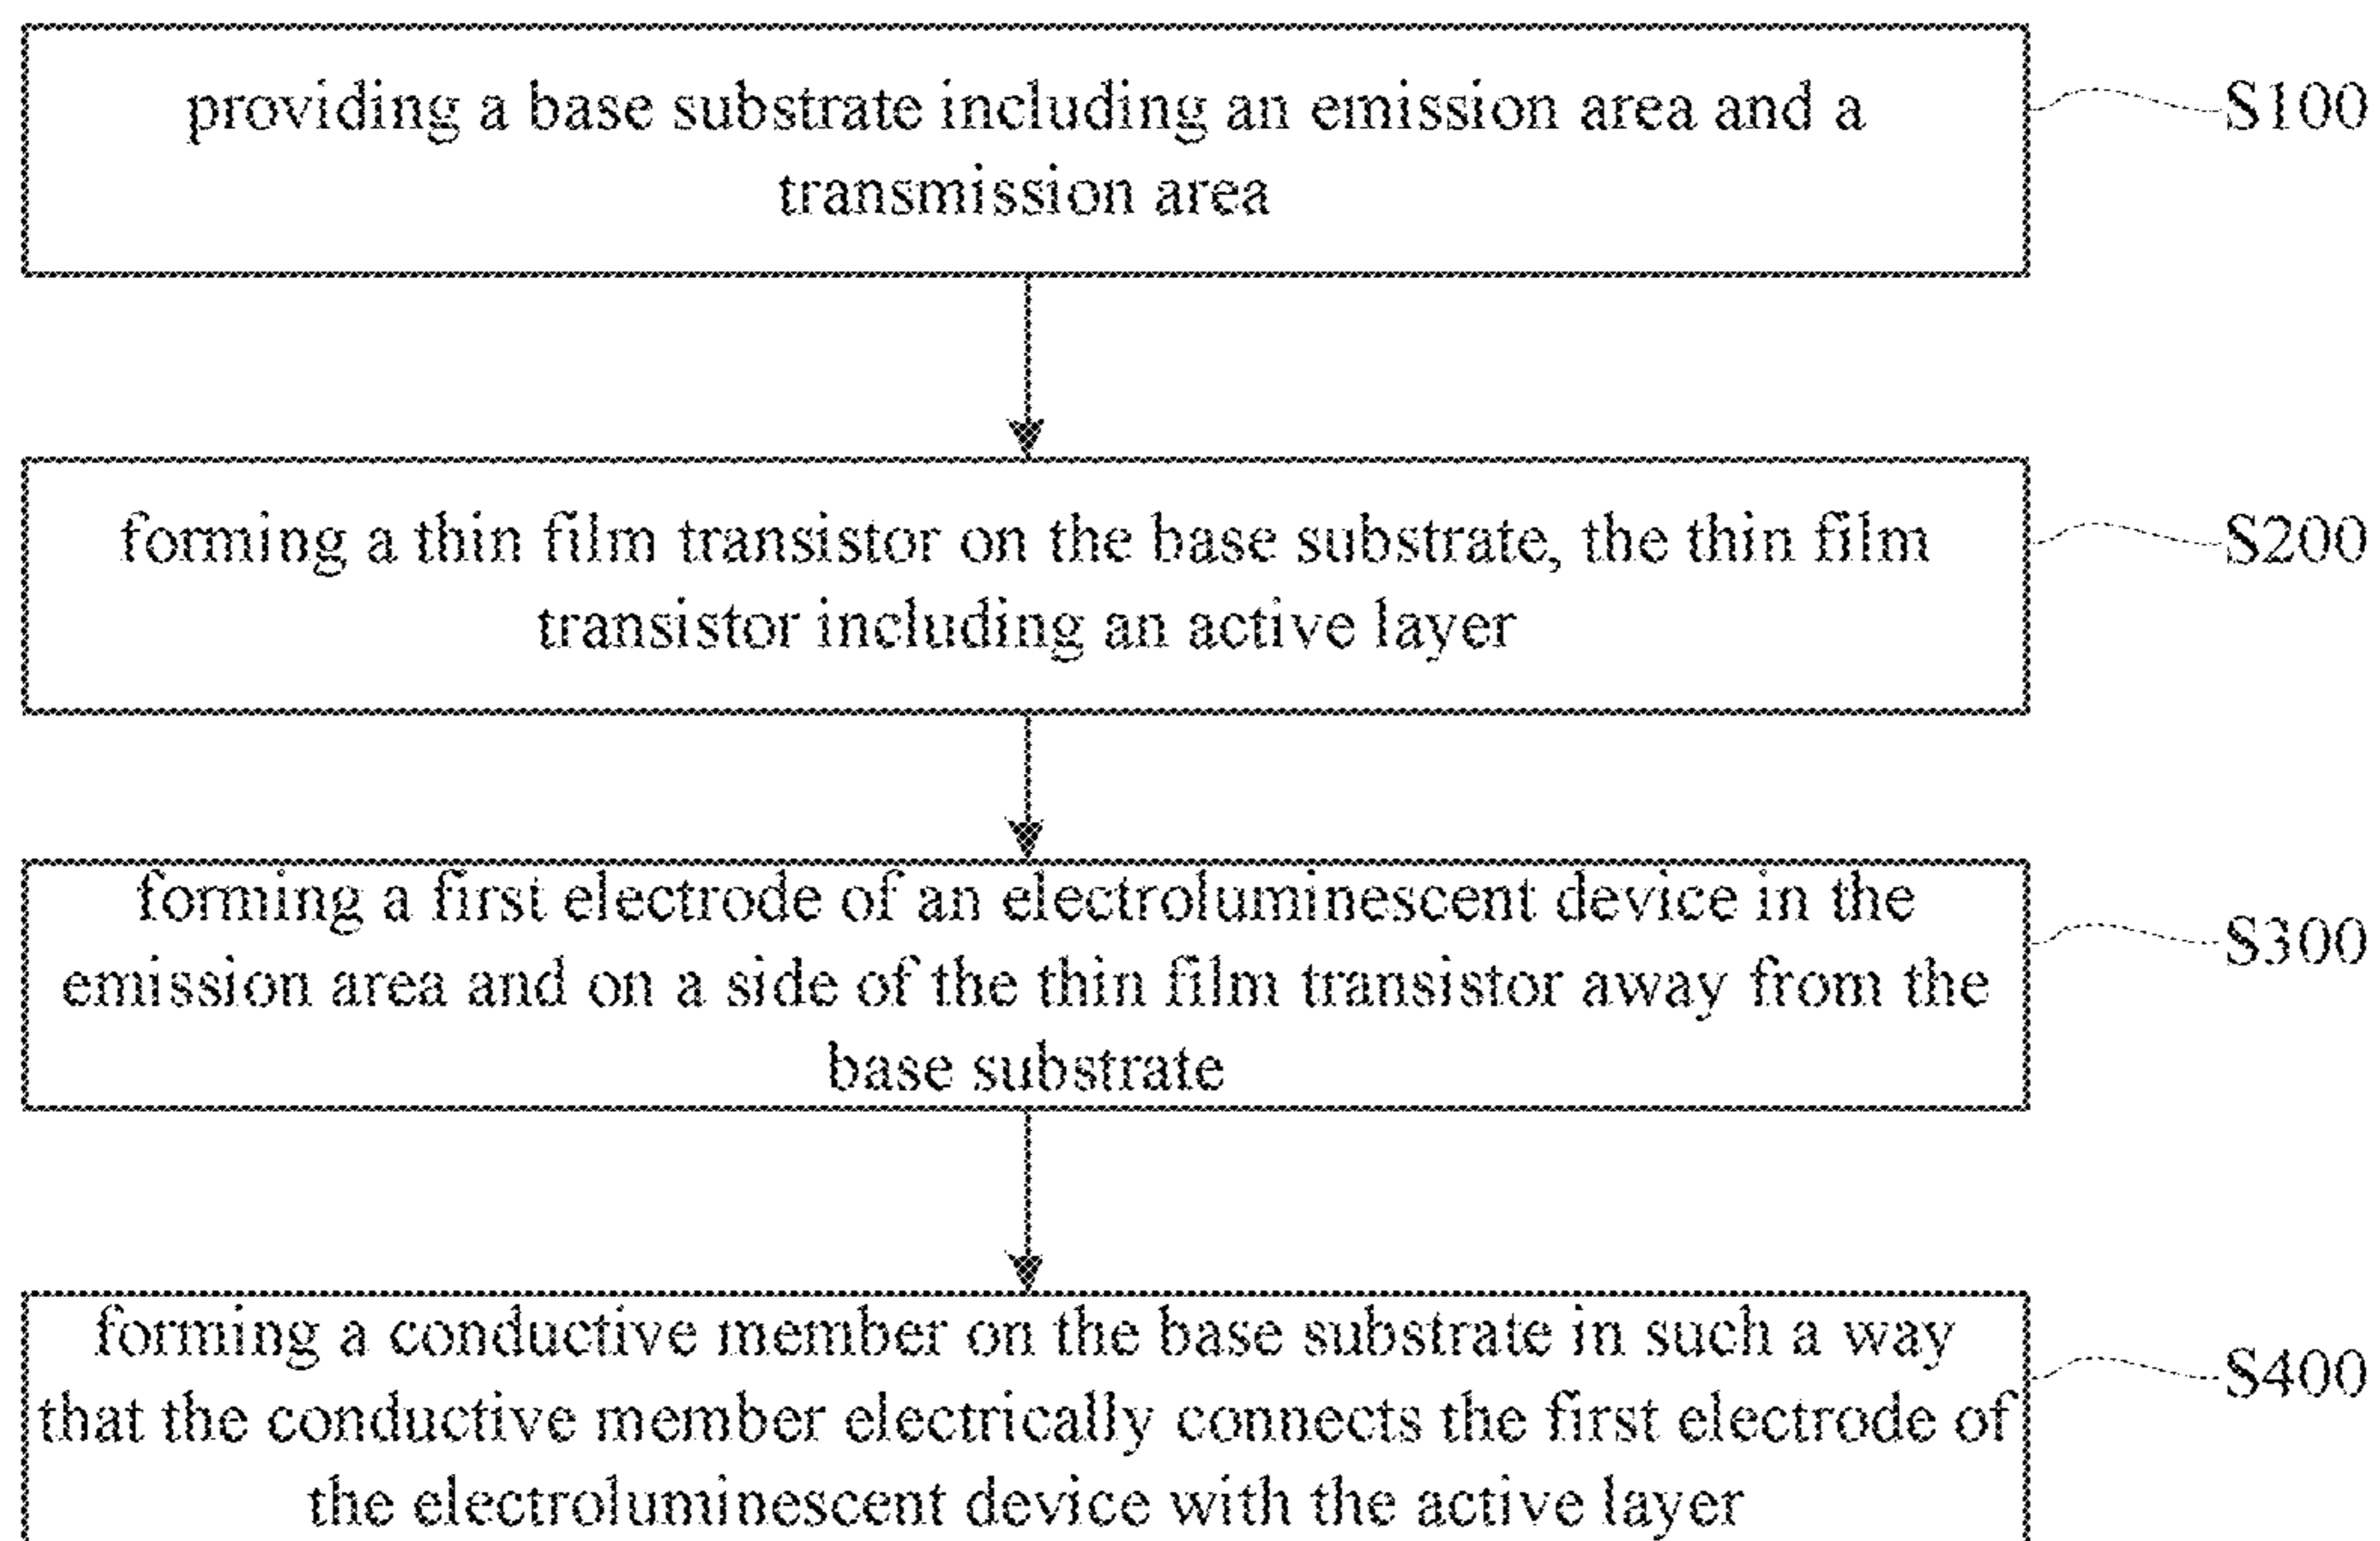 providing a base substrate including an emission area and a
transmission area
S100
forming a thin film transistor on the base substrate, the thin film
transistor including an active layer
S200
forming a first electrode of an electroluminescent device in the
emission area and on a side of the thin film transistor away from the
base substrate
S300
forming a conductive member on the base substrate in such a way
that the conductive member electrically connects the first electrode of
the electroluminescent device with the active layer
S400